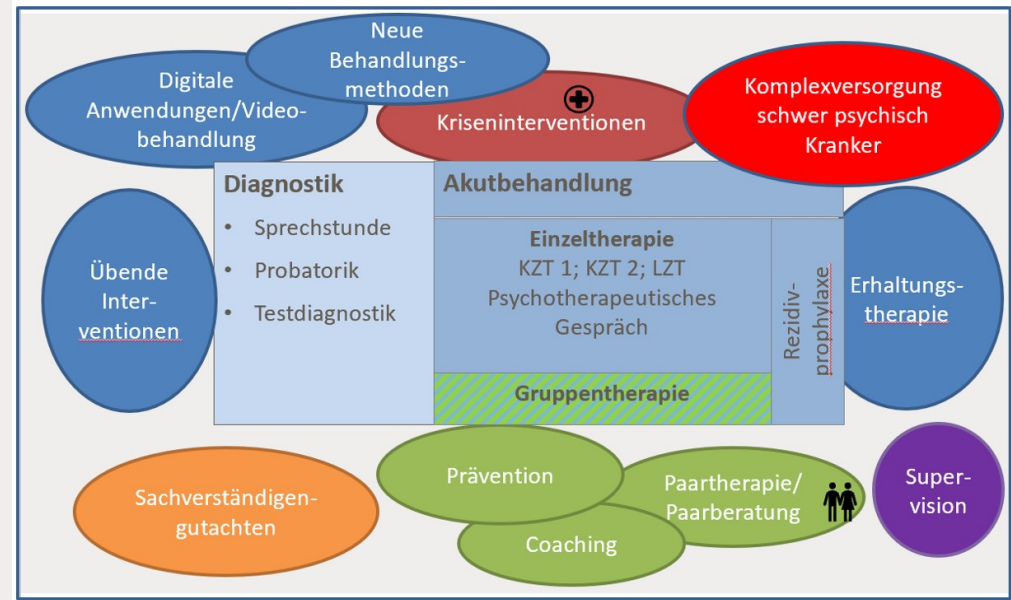 Neue
Behandlungs-
methoden
Digitale
Anwendungen/Video-
behandlung
Kriseninterventionen
Komplexversorgung
schwer psychisch
Kranker
Diagnostik
• Sprechstunde
• Probatorik
• Testdiagnostik
Akutbehandlung
Einzeltherapie
KZT 1; KZT 2; LZT
Psychotherapeutisches
Gespräch
Rezidiv-
prophylaxe
Gruppentherapie
Übende
Inter-
ventionen
Erhaltungs-
therapie
Sachverständigen-
gutachten
Prävention
Coaching
Paartherapie/
Paarberatung
Super-
vision